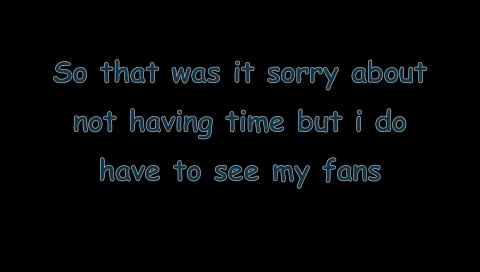 So that was it sorry about
not having time but i do
have to see my fans